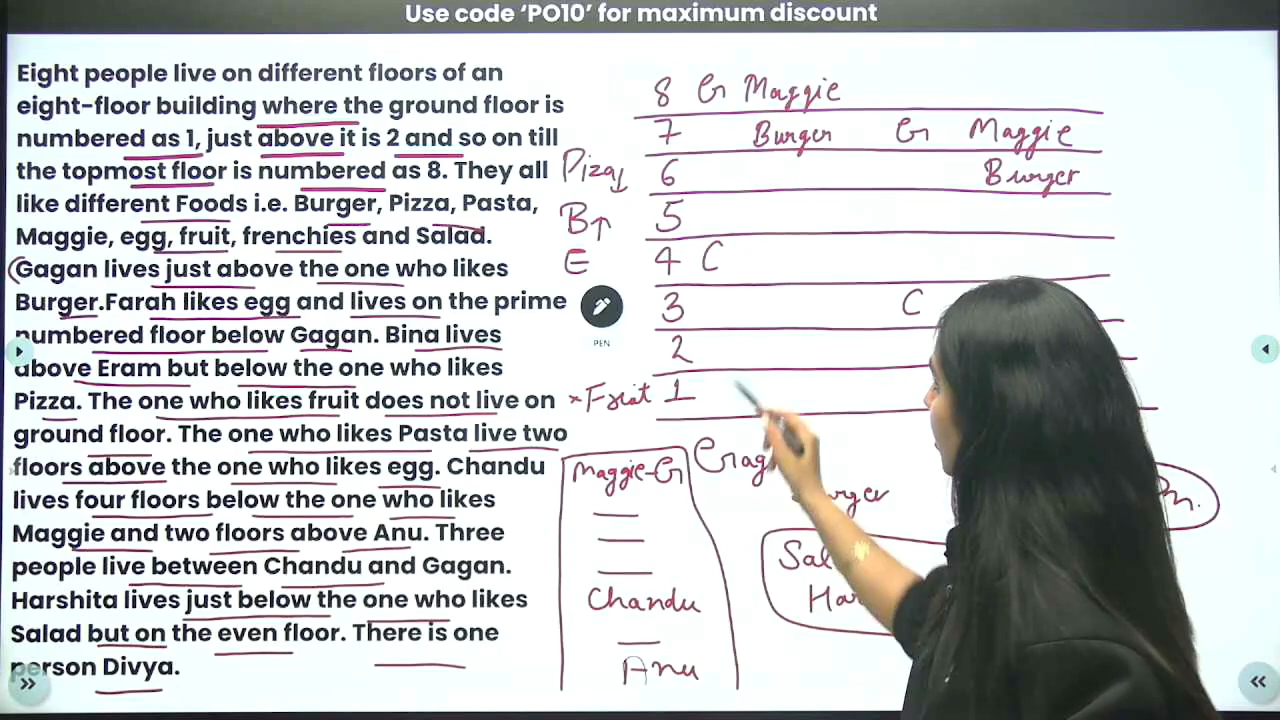 Use code ‘PO10’ for maximum discount
Eight people live on different floors of an
eight-floor building where the ground floor is
numbered as 1, just above it is 2 and so on till
the topmost floor is numbered as 8. They all
like different Foods i.e. Burger, Pizza, Pasta,
Maggie, egg, fruit, frenchies and Salad.
Gagan lives just above the one who likes
Burger.Farah likes egg and lives on the prime
numbered floor below Gagan. Bina lives
above Eram but below the one who likes
Pizza. The one who likes fruit does not live on
ground floor. The one who likes Pasta live two
floors above the one who likes egg. Chandu
lives four floors below the one who likes
Maggie and two floors above Anu. Three
people live between Chandu and Gagan.
Harshita lives just below the one who likes
Salad but on the even floor. There is one
person Divya.
8 G Maggie
7 Burger G Maggie
6 Burger
5
4 C
3 C
2
1
Pizza↓
B↑
E
PEN
×Fruit
Maggie-G
Chandu
Anu